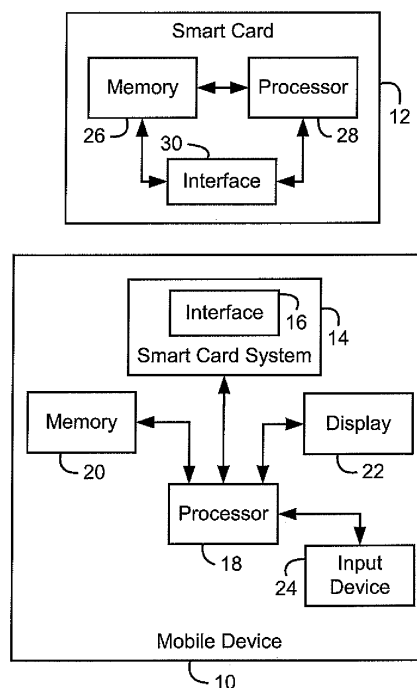 Smart Card
Memory
Processor
26
28
12
30
Interface
Interface
16
14
Smart Card System
Memory
20
Display
22
Processor
18
Input
Device
24
Mobile Device
10